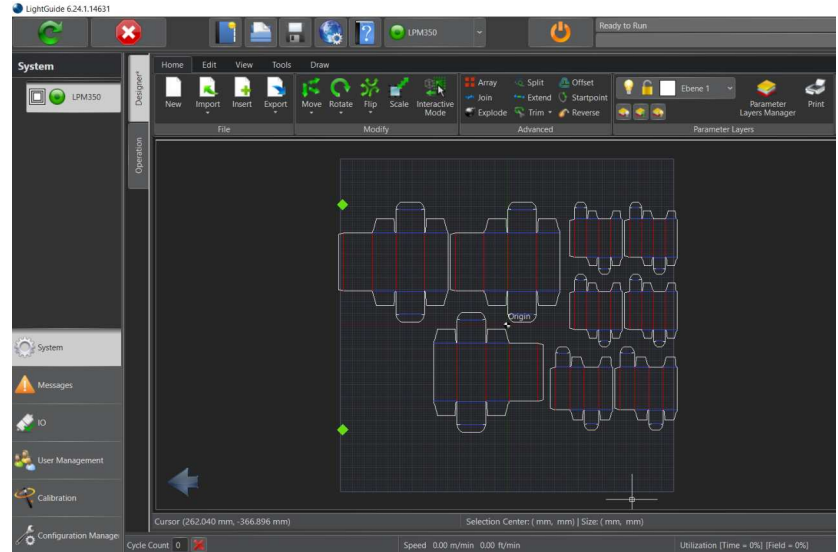 LightGuide 6.24.1.14631
LPM350
Ready to Run
System
LPM350
Designer*
Operation
Home Edit View Tools Draw
New Import Insert Export
File
Move Rotate Flip Scale Interactive Mode
Modify
Array Split Offset
Join Extend Startpoint
Explode Trim Reverse
Advanced
Ebene 1
Parameter Layers Manager
Print
Parameter Layers
Origin
System
Messages
IO
User Management
Calibration
Configuration Manage
Cursor (262.040 mm, -366.896 mm)
Selection Center: ( mm, mm) | Size: ( mm, mm)
Cycle Count 0
Speed 0.00 m/min 0.00 ft/min
Utilization [Time = 0%] [Field = 0%]